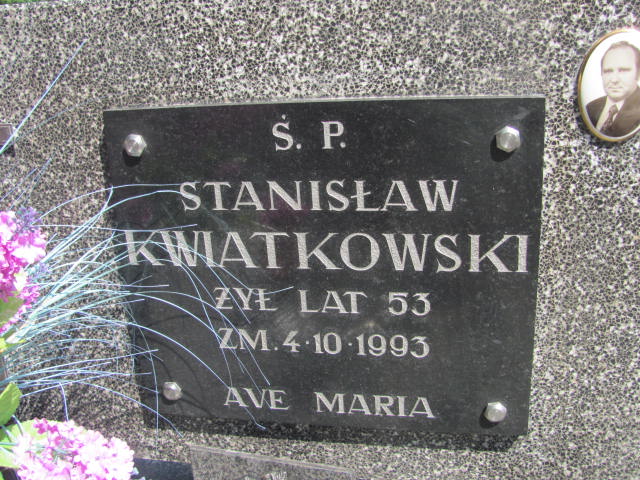 Ś. P.
STANISŁAW
KWIATKOWSKI
ŻYŁ LAT 53
ZM. 4·10·1993
AVE MARIA